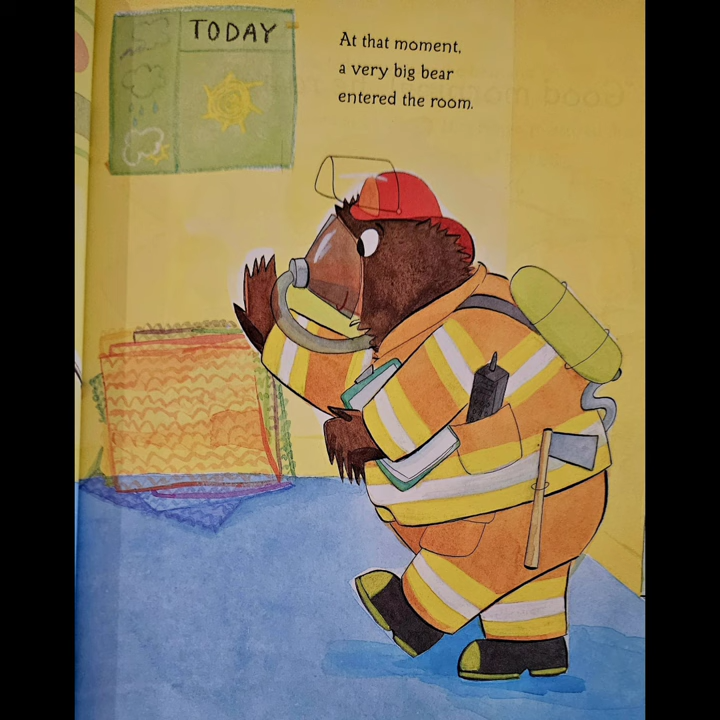 TODAY
At that moment,
a very big bear
entered the room.